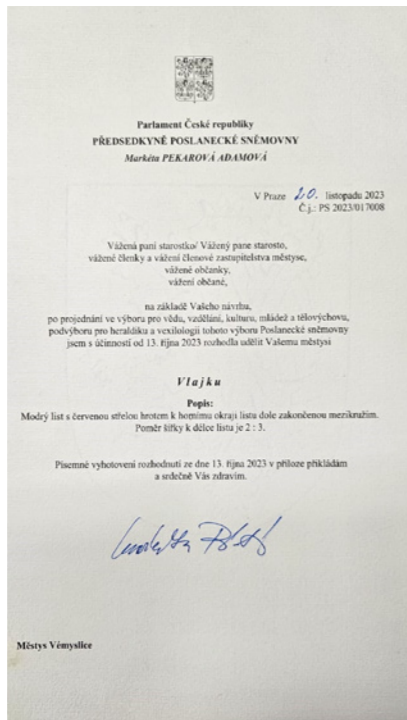 Parlament České republiky
PŘEDSEDKYNĚ POSLANECKÉ SNĚMOVNY
Markéta PEKAROVÁ ADAMOVÁ
V Praze 20. listopadu 2023
Č.j.: PS 2023/017008
Vážená paní starostko/ Vážený pane starosto,
vážené členky a vážení členové zastupitelstva městyse,
vážené občanky,
vážení občané,
na základě Vašeho návrhu,
po projednání ve výboru pro vědu, vzdělání, kulturu, mládež a tělovýchovu,
podvýboru pro heraldiku a vexilologii tohoto výboru Poslanecké sněmovny
jsem s účinností od 13. října 2023 rozhodla udělit Vašemu městysi
Vlajku
Popis:
Modrý list s červenou střelou hrotem k hornímu okraji listu dole zakončenou mezikružím.
Poměr šířky k délce listu je 2 : 3.
Písemné vyhotovení rozhodnutí ze dne 13. října 2023 v příloze přikládám
a srdečně Vás zdravím.
Městys Vémyslice